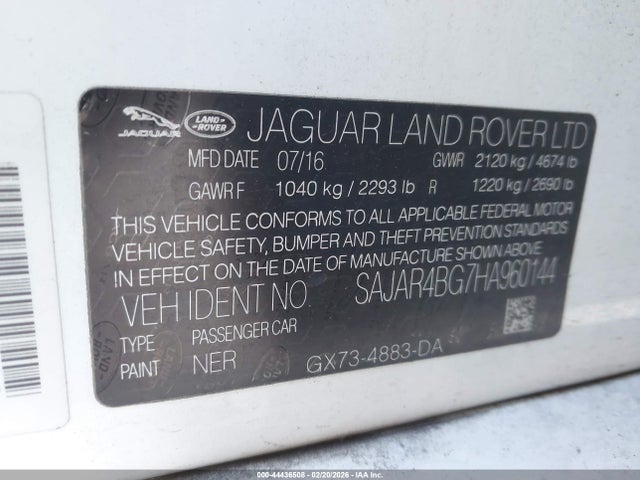 JAGUAR LAND-ROVER JAGUAR LAND ROVER LTD
MFD DATE 07/16 GVWR 2120 kg / 4674 lb
GAWR F 1040 kg / 2293 lb R 1220 kg / 2690 lb
THIS VEHICLE CONFORMS TO ALL APPLICABLE FEDERAL MOTOR
VEHICLE SAFETY, BUMPER AND THEFT PREVENTION STANDARDS
IN EFFECT ON THE DATE OF MANUFACTURE SHOWN ABOVE.
VEH IDENT NO. SAJAR4BG7HA960144
TYPE PASSENGER CAR
PAINT NER GX73-4883-DA
000-44436508 - 02/20/2026 - IAAI.COM